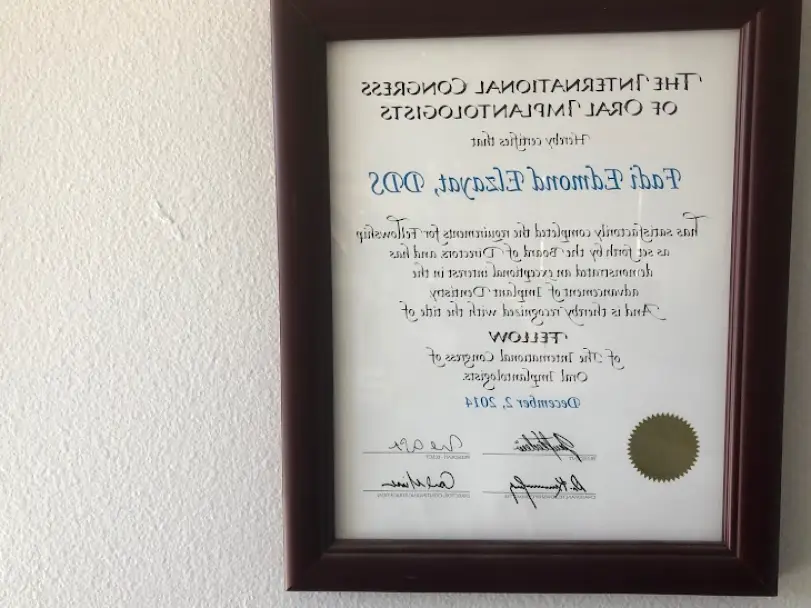 THE INTERNATIONAL CONGRESS
OF ORAL IMPLANTOLOGISTS
Hereby certifies that
Fadi Edmond Elzayat, DDS
has satisfactorily completed the requirements for Fellowship
as set forth by the Board of Directors and has
demonstrated an exceptional interest in the
advancement of Implant Dentistry
And is thereby recognized with the title of
FELLOW
of The International Congress of
Oral Implantologists.
December 2, 2014